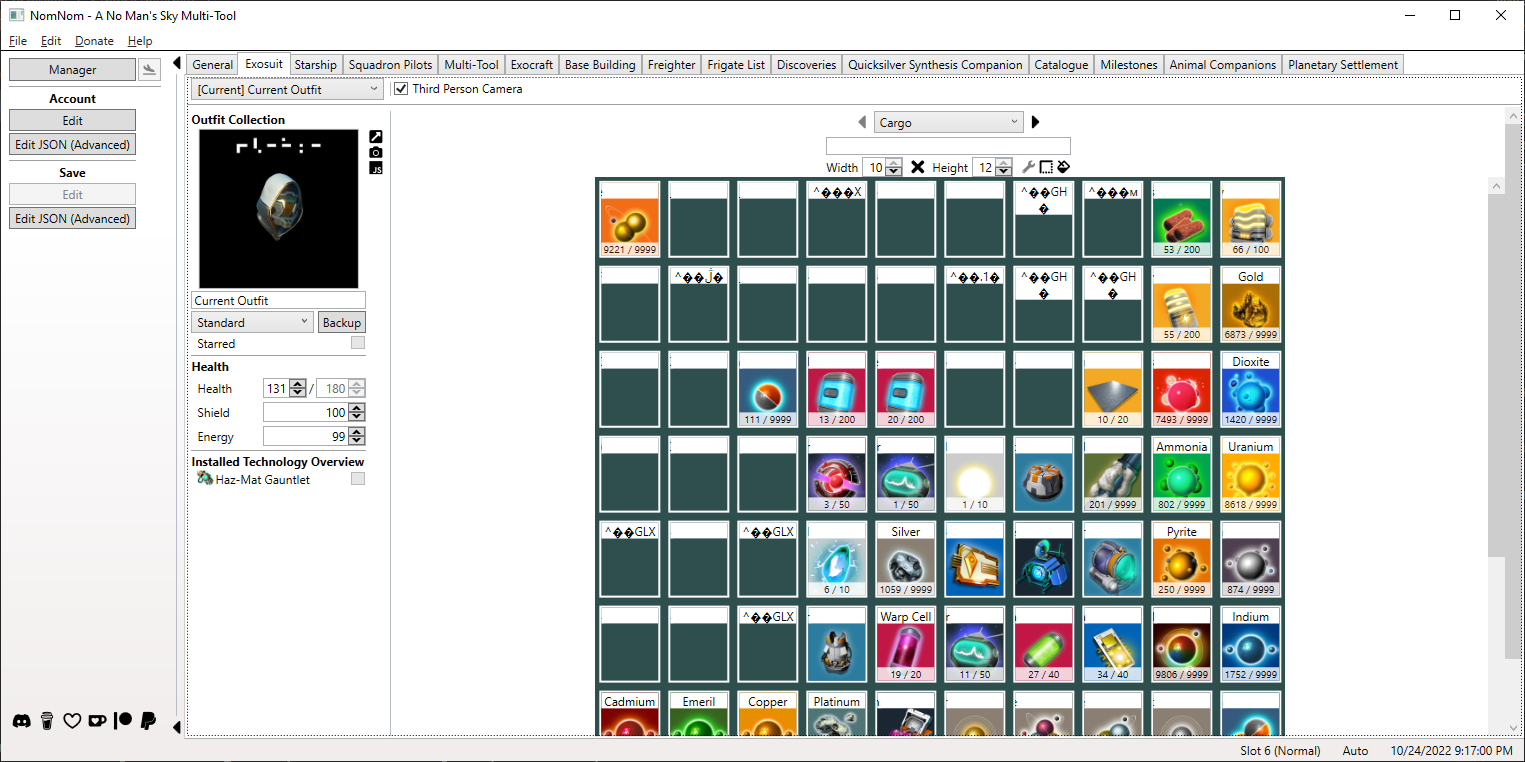 NomNom - A No Man's Sky Multi-Tool
File Edit Donate Help
Manager
Account
Edit
Edit JSON (Advanced)
Save
Edit
Edit JSON (Advanced)
General Exosuit Starship Squadron Pilots Multi-Tool Exocraft Base Building Freighter Frigate List Discoveries Quicksilver Synthesis Companion Catalogue Milestones Animal Companions Planetary Settlement
[Current] Current Outfit Third Person Camera
Outfit Collection
JS
Current Outfit
Standard Backup
Starred
Health
Health 131 / 180
Shield 100
Energy 99
Installed Technology Overview
Haz-Mat Gauntlet
Cargo
Width 10 Height 12
^���X ^��GH� ^���м
9221 / 9999 53 / 200 66 / 100
^��.1� ^��GH� ^��GH� Gold
55 / 200 6873 / 9999
Dioxite
111 / 9999 13 / 200 20 / 200 10 / 20 7493 / 9999 1420 / 9999
Ammonia Uranium
3 / 50 1 / 50 1 / 10 201 / 9999 802 / 9999 8618 / 9999
^��GLX ^��GLX Silver Pyrite
6 / 10 1059 / 9999 250 / 9999 874 / 9999
^��GLX Warp Cell Indium
19 / 20 11 / 50 27 / 40 34 / 40 9806 / 9999 1752 / 9999
Cadmium Emeril Copper Platinum
Slot 6 (Normal) Auto 10/24/2022 9:17:00 PM